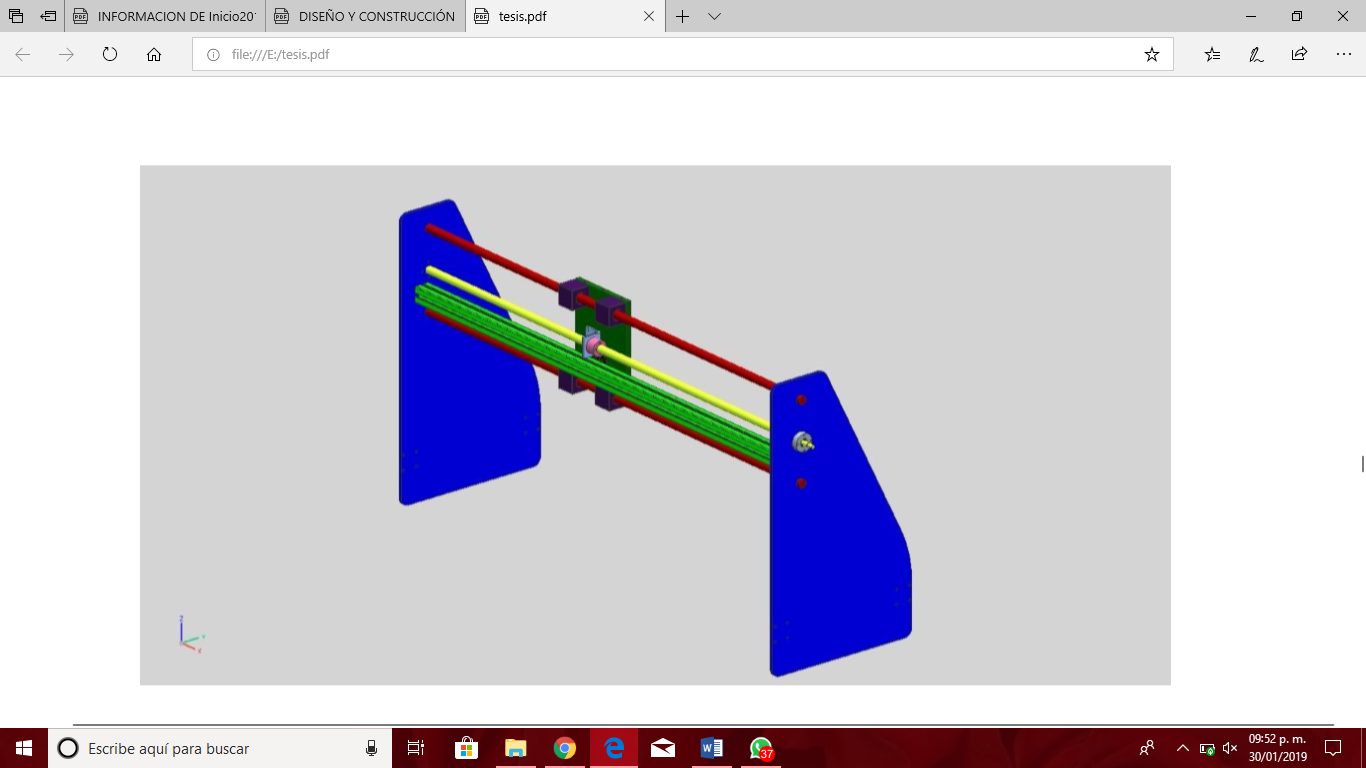 INFORMACION DE Inicio201
DISEÑO Y CONSTRUCCIÓN
tesis.pdf
file:///E:/tesis.pdf
Z
Y
X
Escribe aquí para buscar
37
09:52 p. m.
30/01/2019